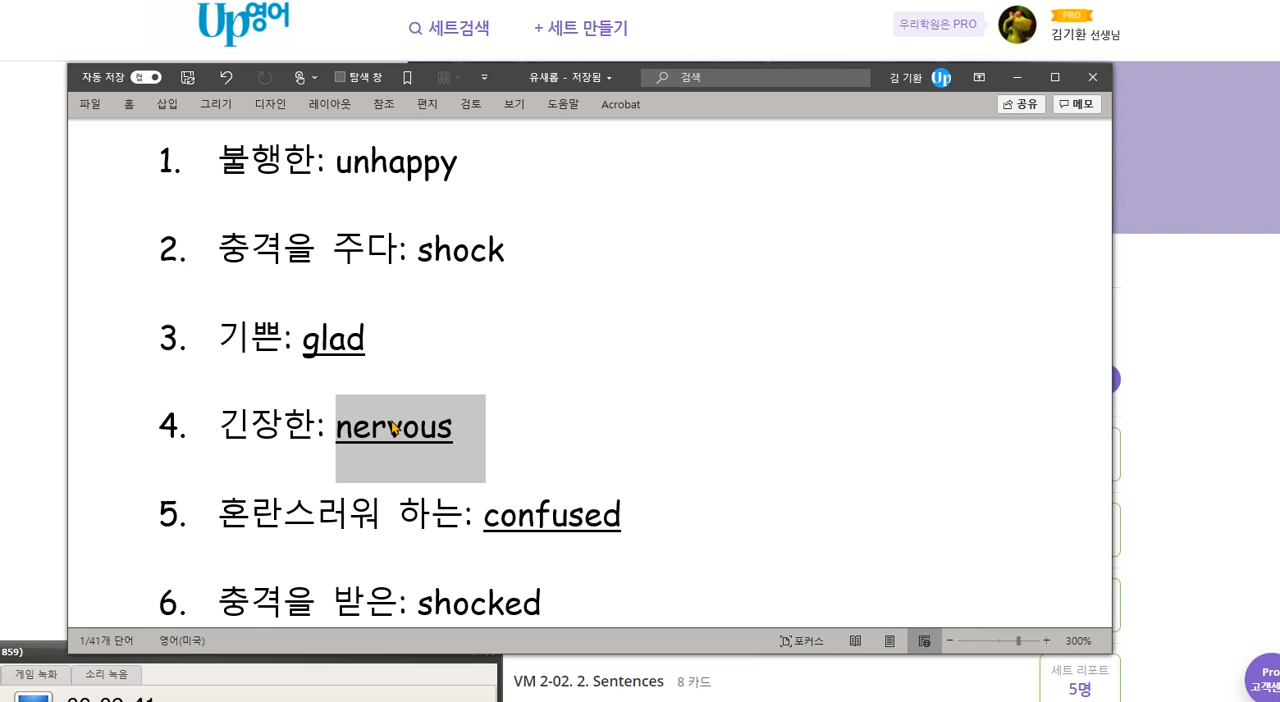 Up영어
세트검색
+ 세트 만들기
우리학원은 PRO
PRO
김기환 선생님
자동 저장
탐색 창
유새롬 - 저장됨
검색
김 기환
Up
파일 홈 삽입 그리기 디자인 레이아웃 참조 편지 검토 보기 도움말 Acrobat
공유
메모
1. 불행한: unhappy
2. 충격을 주다: shock
3. 기쁜: glad
4. 긴장한: nervous
5. 혼란스러워 하는: confused
6. 충격을 받은: shocked
1/41개 단어
영어(미국)
포커스
300%
859)
게임 녹화
소리 녹음
VM 2-02. 2. Sentences 8 카드
세트 리포트
5명
Pro